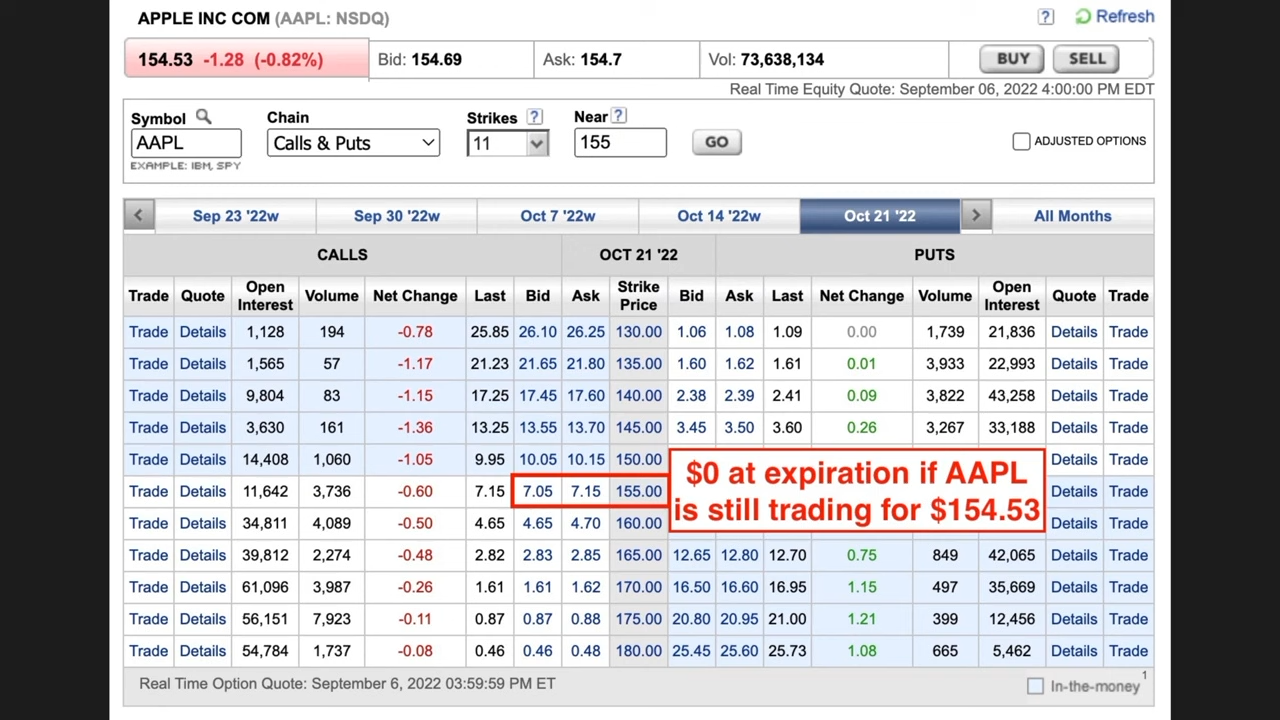 APPLE INC COM (AAPL: NSDQ)
? Refresh
154.53 -1.28 (-0.82%) Bid: 154.69 Ask: 154.7 Vol: 73,638,134 BUY SELL
Real Time Equity Quote: September 06, 2022 4:00:00 PM EDT
Symbol Chain Strikes ? Near ?
AAPL Calls & Puts 11 155 GO ADJUSTED OPTIONS
EXAMPLE: IBM, SPY
Sep 23 '22w Sep 30 '22w Oct 7 '22w Oct 14 '22w Oct 21 '22 All Months
CALLS OCT 21 '22 PUTS
Trade Quote Open Interest Volume Net Change Last Bid Ask Strike Price Bid Ask Last Net Change Volume Open Interest Quote Trade
Trade Details 1,128 194 -0.78 25.85 26.10 26.25 130.00 1.06 1.08 1.09 0.00 1,739 21,836 Details Trade
Trade Details 1,565 57 -1.17 21.23 21.65 21.80 135.00 1.60 1.62 1.61 0.01 3,933 22,993 Details Trade
Trade Details 9,804 83 -1.15 17.25 17.45 17.60 140.00 2.38 2.39 2.41 0.09 3,822 43,258 Details Trade
Trade Details 3,630 161 -1.36 13.25 13.55 13.70 145.00 3.45 3.50 3.60 0.26 3,267 33,188 Details Trade
Trade Details 14,408 1,060 -1.05 9.95 10.05 10.15 150.00 Details Trade
Trade Details 11,642 3,736 -0.60 7.15 7.05 7.15 155.00 Details Trade
Trade Details 34,811 4,089 -0.50 4.65 4.65 4.70 160.00 Details Trade
$0 at expiration if AAPL
is still trading for $154.53
Trade Details 39,812 2,274 -0.48 2.82 2.83 2.85 165.00 12.65 12.80 12.70 0.75 849 42,065 Details Trade
Trade Details 61,096 3,987 -0.26 1.61 1.61 1.62 170.00 16.50 16.60 16.95 1.15 497 35,669 Details Trade
Trade Details 56,151 7,923 -0.11 0.87 0.87 0.88 175.00 20.80 20.95 21.00 1.21 399 12,456 Details Trade
Trade Details 54,784 1,737 -0.08 0.46 0.46 0.48 180.00 25.45 25.60 25.73 1.08 665 5,462 Details Trade
Real Time Option Quote: September 6, 2022 03:59:59 PM ET
In-the-money 1